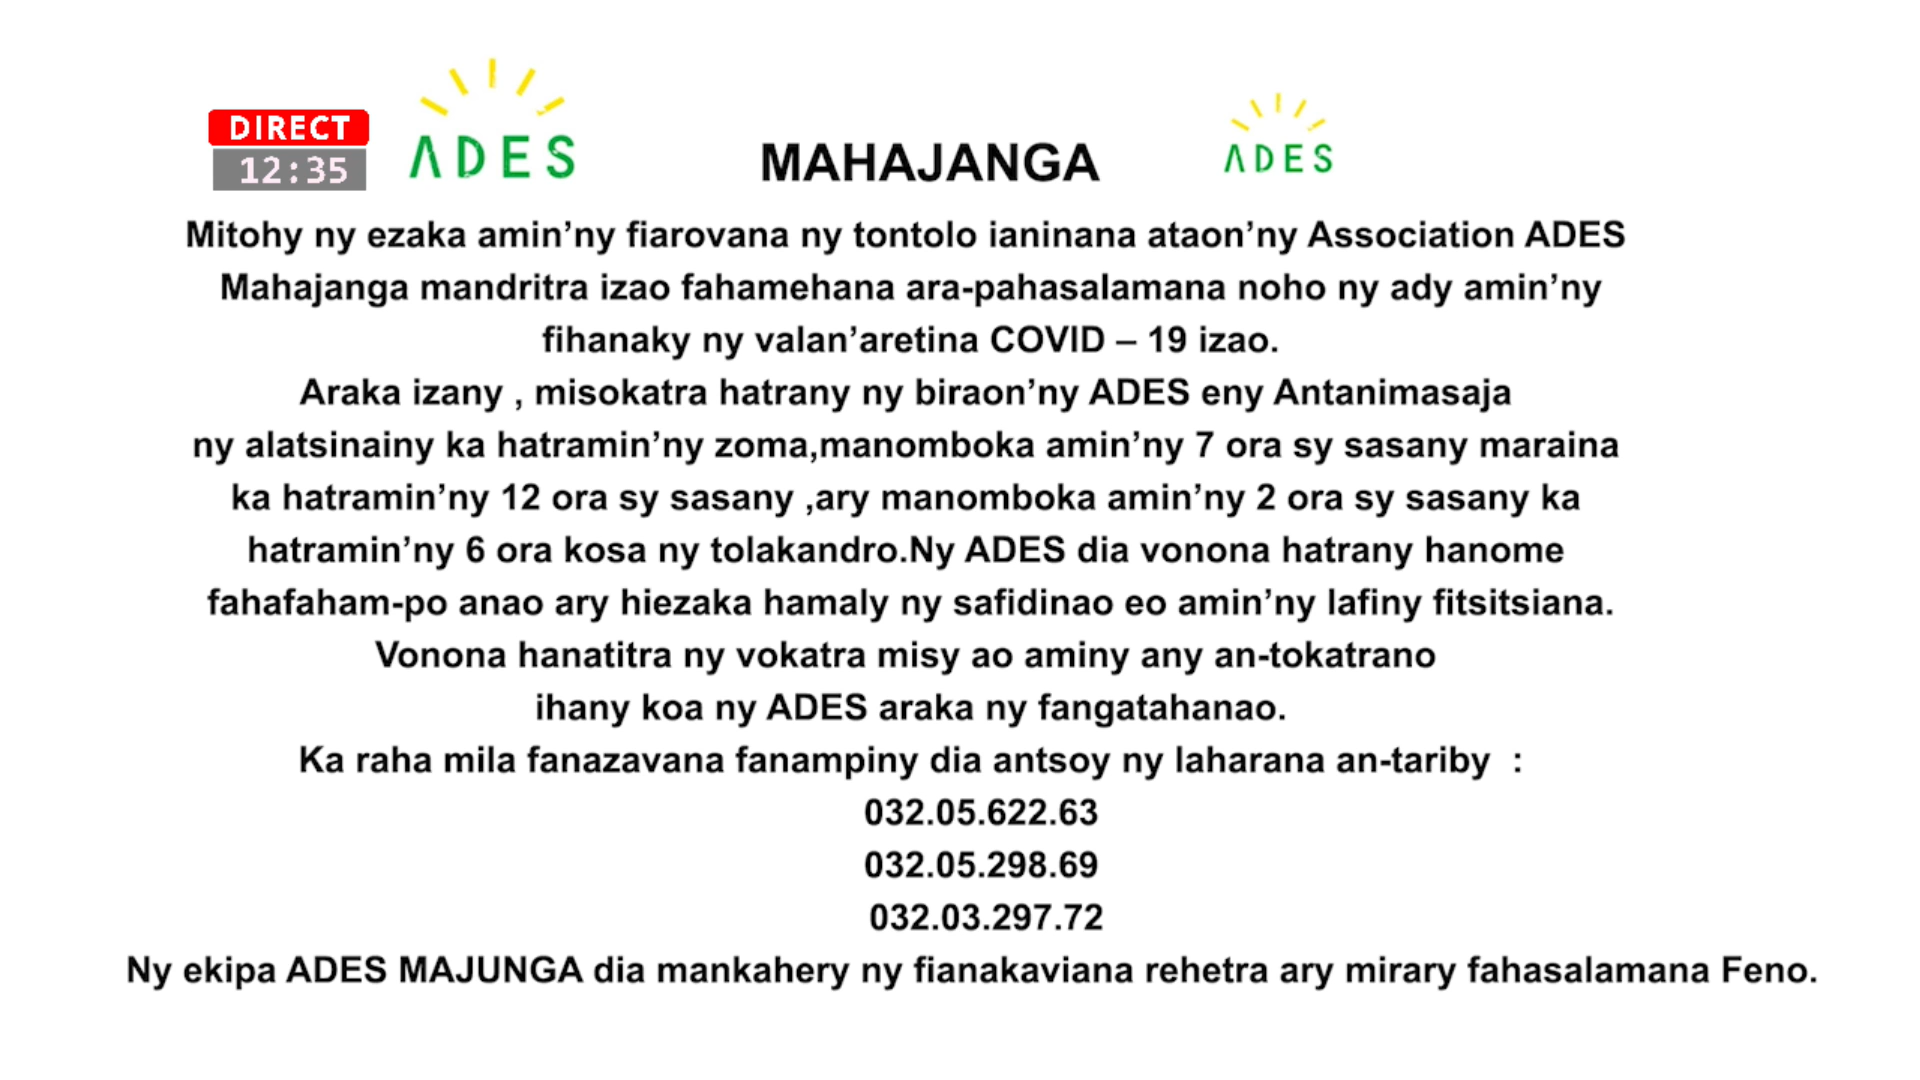 DIRECT
12:35
ADES
MAHAJANGA
ADES
Mitohy ny ezaka amin’ny fiarovana ny tontolo ianinana ataon’ny Association ADES
Mahajanga mandritra izao fahamehana ara-pahasalamana noho ny ady amin’ny
fihanaky ny valan’aretina COVID – 19 izao.
Araka izany , misokatra hatrany ny biraon’ny ADES eny Antanimasaja
ny alatsinainy ka hatramin’ny zoma,manomboka amin’ny 7 ora sy sasany maraina
ka hatramin’ny 12 ora sy sasany ,ary manomboka amin’ny 2 ora sy sasany ka
hatramin’ny 6 ora kosa ny tolakandro.Ny ADES dia vonona hatrany hanome
fahafaham-po anao ary hiezaka hamaly ny safidinao eo amin’ny lafiny fitsitsiana.
Vonona hanatitra ny vokatra misy ao aminy any an-tokatrano
ihany koa ny ADES araka ny fangatahanao.
Ka raha mila fanazavana fanampiny dia antsoy ny laharana an-tariby :
032.05.622.63
032.05.298.69
032.03.297.72
Ny ekipa ADES MAJUNGA dia mankahery ny fianakaviana rehetra ary mirary fahasalamana Feno.